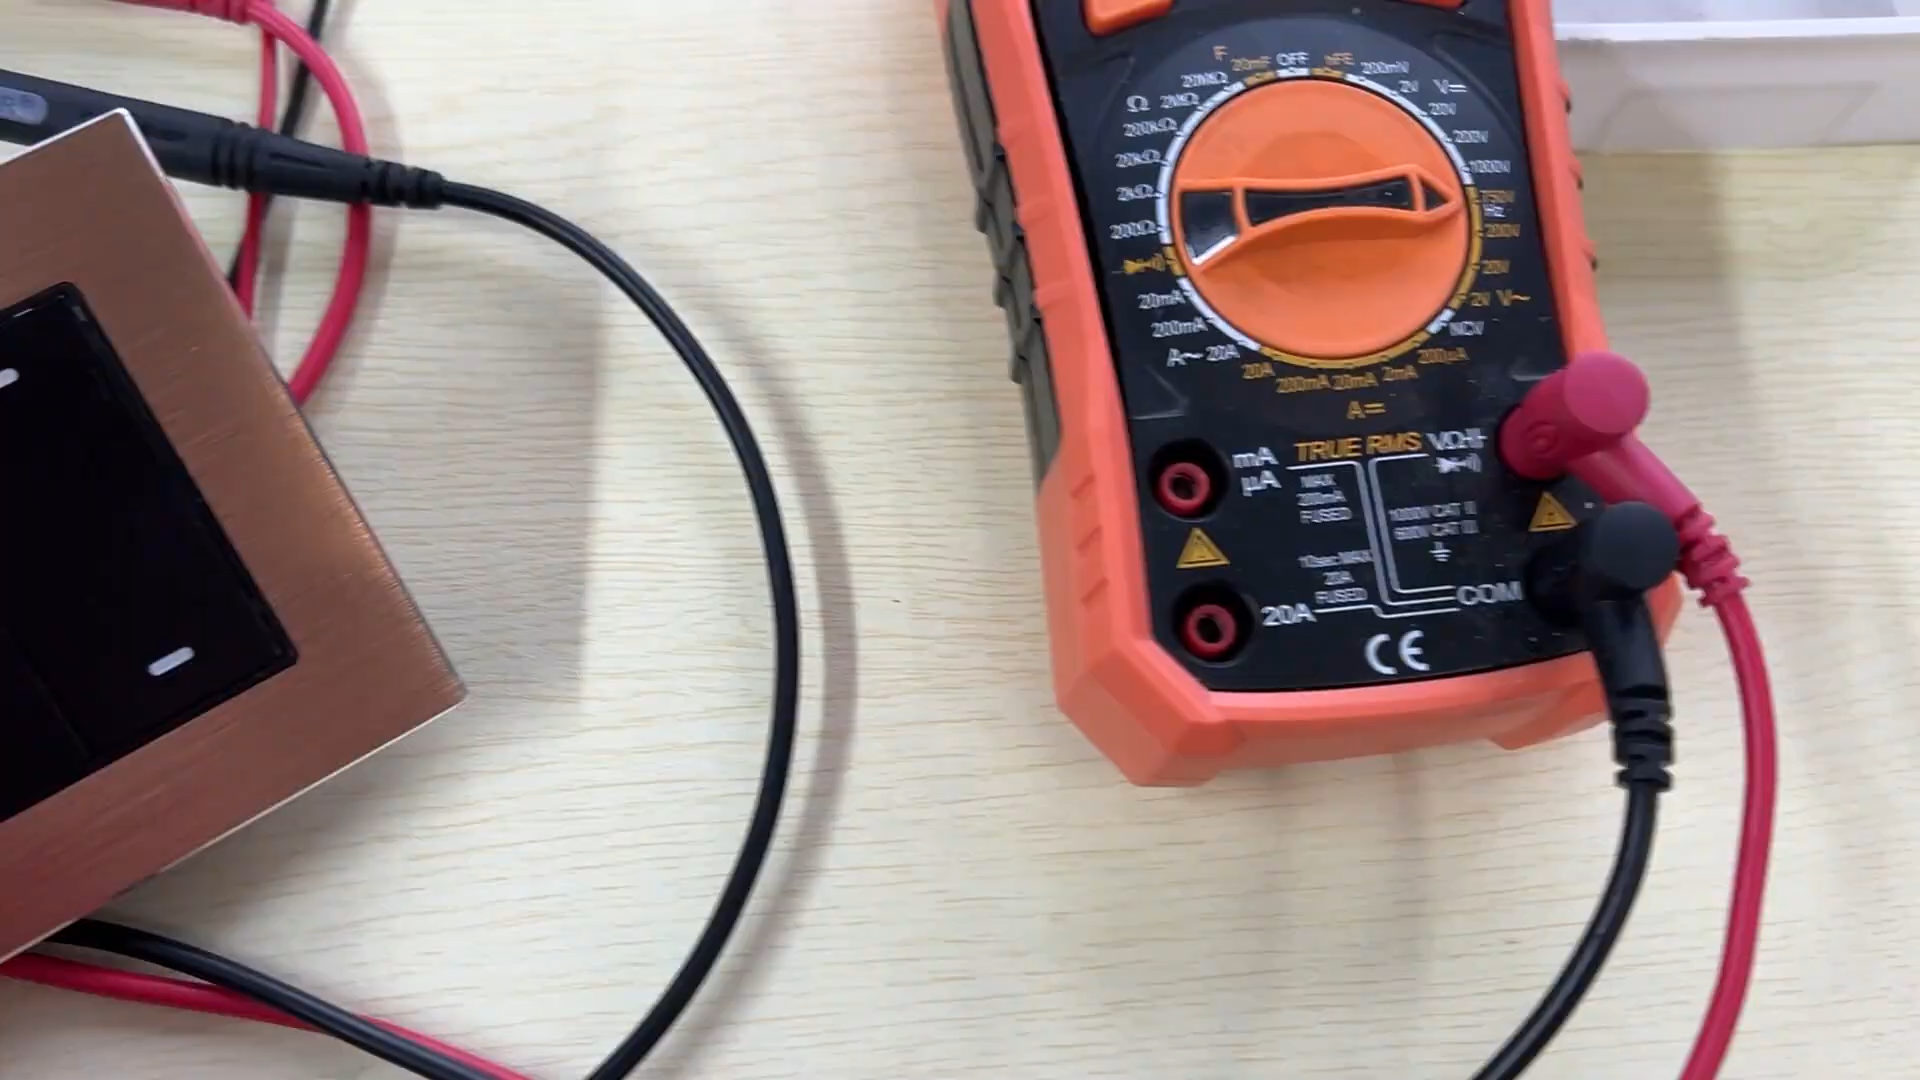 F 20mF OFF hFE 200mV
20MΩ 2V V⎓
Ω 2MΩ 20V
200kΩ 200V
20kΩ 1000V
2kΩ 750V
Hz
200Ω 200V
20V
20mA 2V V~
200mA NCV
A~ 20A 200μA
20A 200mA 20mA 2mA
A⎓
TRUE RMS VΩ
mA
μA
MAX
200mA
FUSED
1000V CAT II
600V CAT III
10sec MAX
20A
FUSED
20A COM
CE